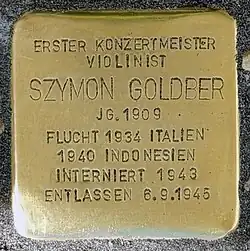 ERSTER KONZERTMEISTER
VIOLINIST
SZYMON GOLDBER
JG. 1909
FLUCHT 1934 ITALIEN
1940 INDONESIEN
INTERNIERT 1943
ENTLASSEN 6.9.1945